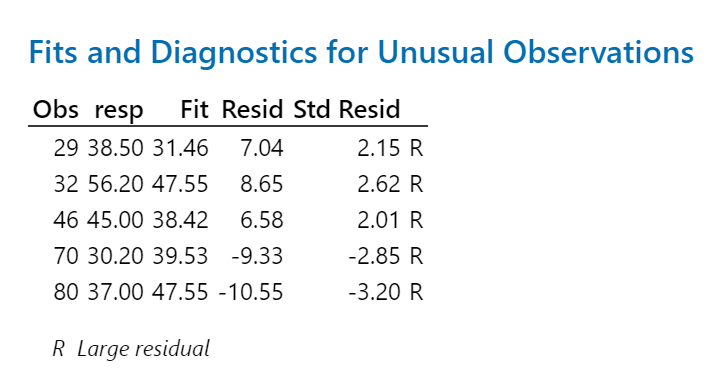 Fits and Diagnostics for Unusual Observations
Obs resp Fit Resid Std Resid
29 38.50 31.46 7.04 2.15 R
32 56.20 47.55 8.65 2.62 R
46 45.00 38.42 6.58 2.01 R
70 30.20 39.53 -9.33 -2.85 R
80 37.00 47.55 -10.55 -3.20 R
R Large residual